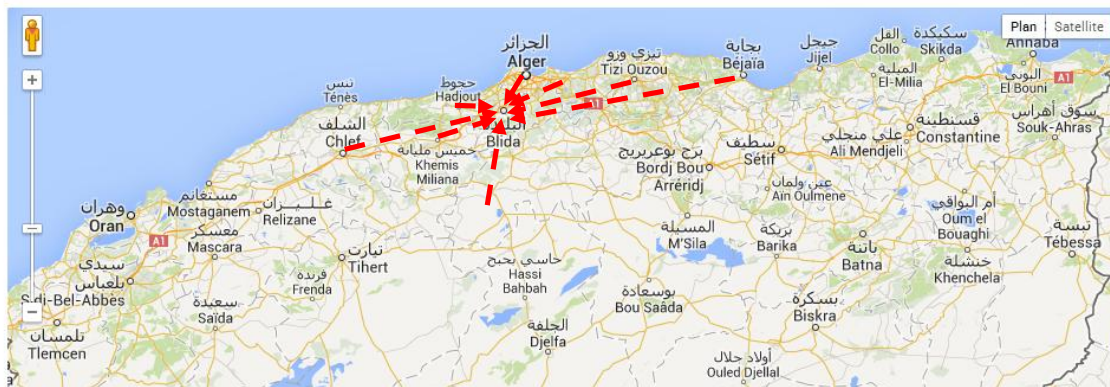 Plan
Satellite
الجزائر
Alger
تيزي وزو
Tizi Ouzou
بجاية
Béjaïa
جيجل
Jijel
القل
Collo
سكيكدة
Skikda
Annaba
الميلية
El-Milia
البوني
El Bouni
A1
حجوط
Hadjout
تنس
Ténès
A1
سوق أهراس
Souk-Ahras
قسنطينة
Constantine
علي منجلي
Ali Mendjeli
الشلف
Chlef
Blida
خميس مليانة
Khemis
Miliana
برج بوعريريج
Bordj Bou
Arréridj
سطيف
Sétif
عين ولمان
Aïn Oulmene
مستغانم
Mostaganem
غليزان
Relizane
وهران
Oran
A1
معسكر
Mascara
أم البواقي
Oum el
Bouaghi
تبسة
Tébessa
المسيلة
M'Sila
بريكة
Barika
باتنة
Batna
خنشلة
Khenchela
تيارت
Tihert
حاسي بحبح
Hassi
Bahbah
فرندة
Frenda
سيدي
بلعباس
Sidi-Bel-Abbès
سعيدة
Saïda
بوسعادة
Bou Saâda
بسكرة
Biskra
تلمسان
Tlemcen
الجلفة
Djelfa
أولاد جلال
Ouled Djellal